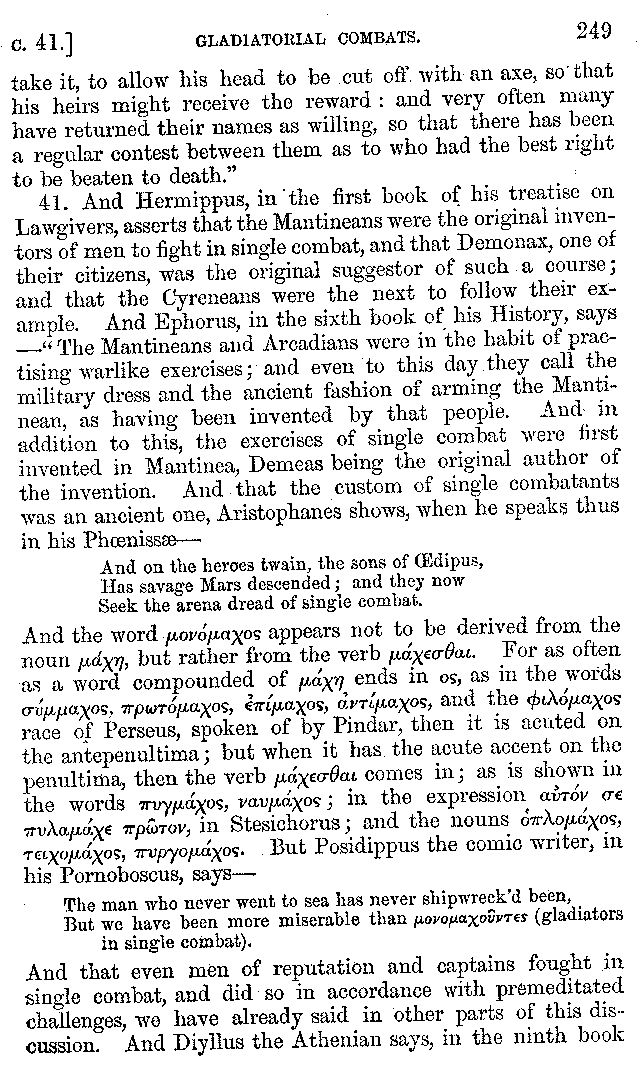 C. 41.] GLADIATORIAL COMBATS. 249
take it, to allow his head to be cut off with an axe, so that
his heirs might receive the reward : and very often many
have returned their names as willing, so that there has been
a regular contest between them as to who had the best right
to be beaten to death.”
41. And Hermippus, in the first book of his treatise on
Lawgivers, asserts that the Mantineans were the original inven-
tors of men to fight in single combat, and that Demonax, one of
their citizens, was the original suggestor of such a course;
and that the Cyreneans were the next to follow their ex-
ample. And Ephorus, in the sixth book of his History, says
—“The Mantineans and Arcadians were in the habit of prac-
tising warlike exercises; and even to this day they call the
military dress and the ancient fashion of arming the Manti-
nean, as having been invented by that people. And in
addition to this, the exercises of single combat were first
invented in Mantinea, Demeas being the original author of
the invention. And that the custom of single combatants
was an ancient one, Aristophanes shows, when he speaks thus
in his Phœnissæ—
And on the heroes twain, the sons of Œdipus,
Has savage Mars descended; and they now
Seek the arena dread of single combat.
And the word μονόμαχος appears not to be derived from the
noun μάχη, but rather from the verb μάχεσθαι. For as often
as a word compounded of μάχη ends in ος, as in the words
σύμμαχος, πρωτόμαχος, ἐπίμαχος, ἀντίμαχος, and the φιλόμαχος
race of Perseus, spoken of by Pindar, then it is acuted on
the antepenultima; but when it has the acute accent on the
penultima, then the verb μάχεσθαι comes in; as is shown in
the words πυγμάχος, ναυμάχος; in the expression αὐτόν σε
πυλαμάχε πρῶτον, in Stesichorus; and the nouns ὁπλομάχος,
τειχομάχος, πυργομάχος. But Posidippus the comic writer, in
his Pornoboscus, says—
The man who never went to sea has never shipwreck'd been,
But we have been more miserable than μονομαχοῦντες (gladiators
in single combat).
And that even men of reputation and captains fought in
single combat, and did so in accordance with premeditated
challenges, we have already said in other parts of this dis-
cussion. And Diyllus the Athenian says, in the ninth book